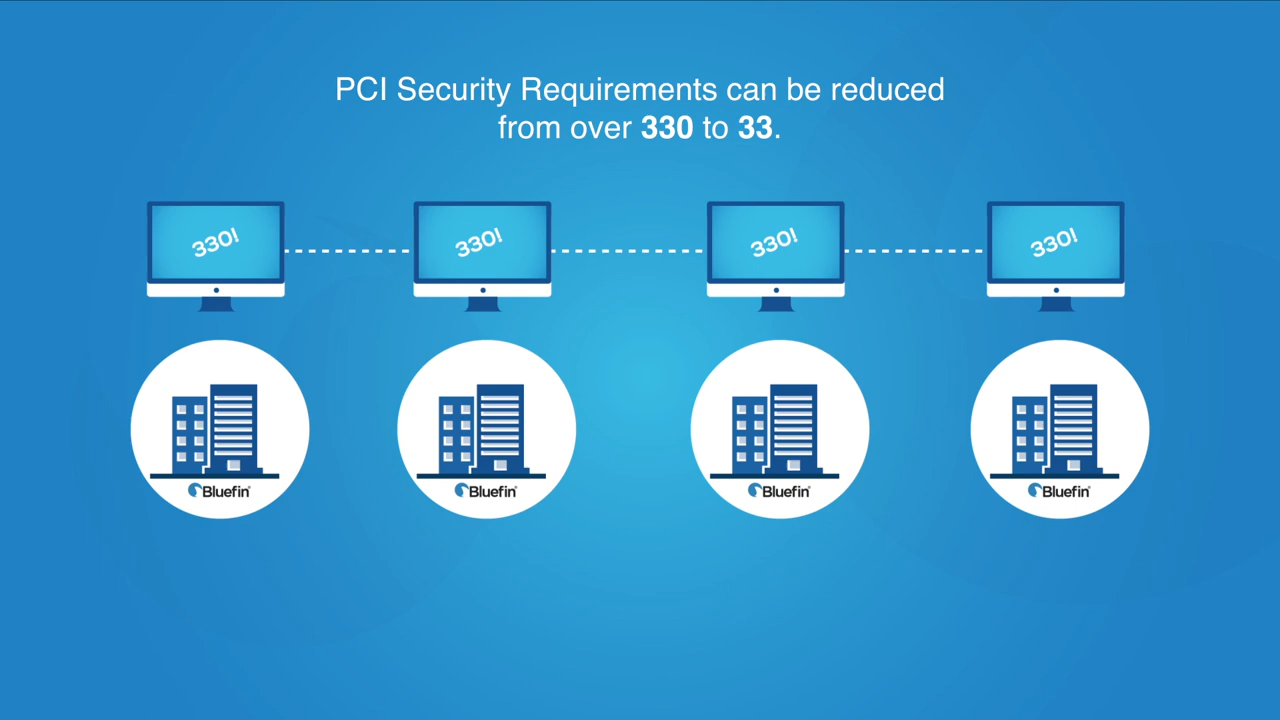 PCI Security Requirements can be reduced
from over 330 to 33.
330! 330! 330! 330!
Bluefin® Bluefin® Bluefin® Bluefin®